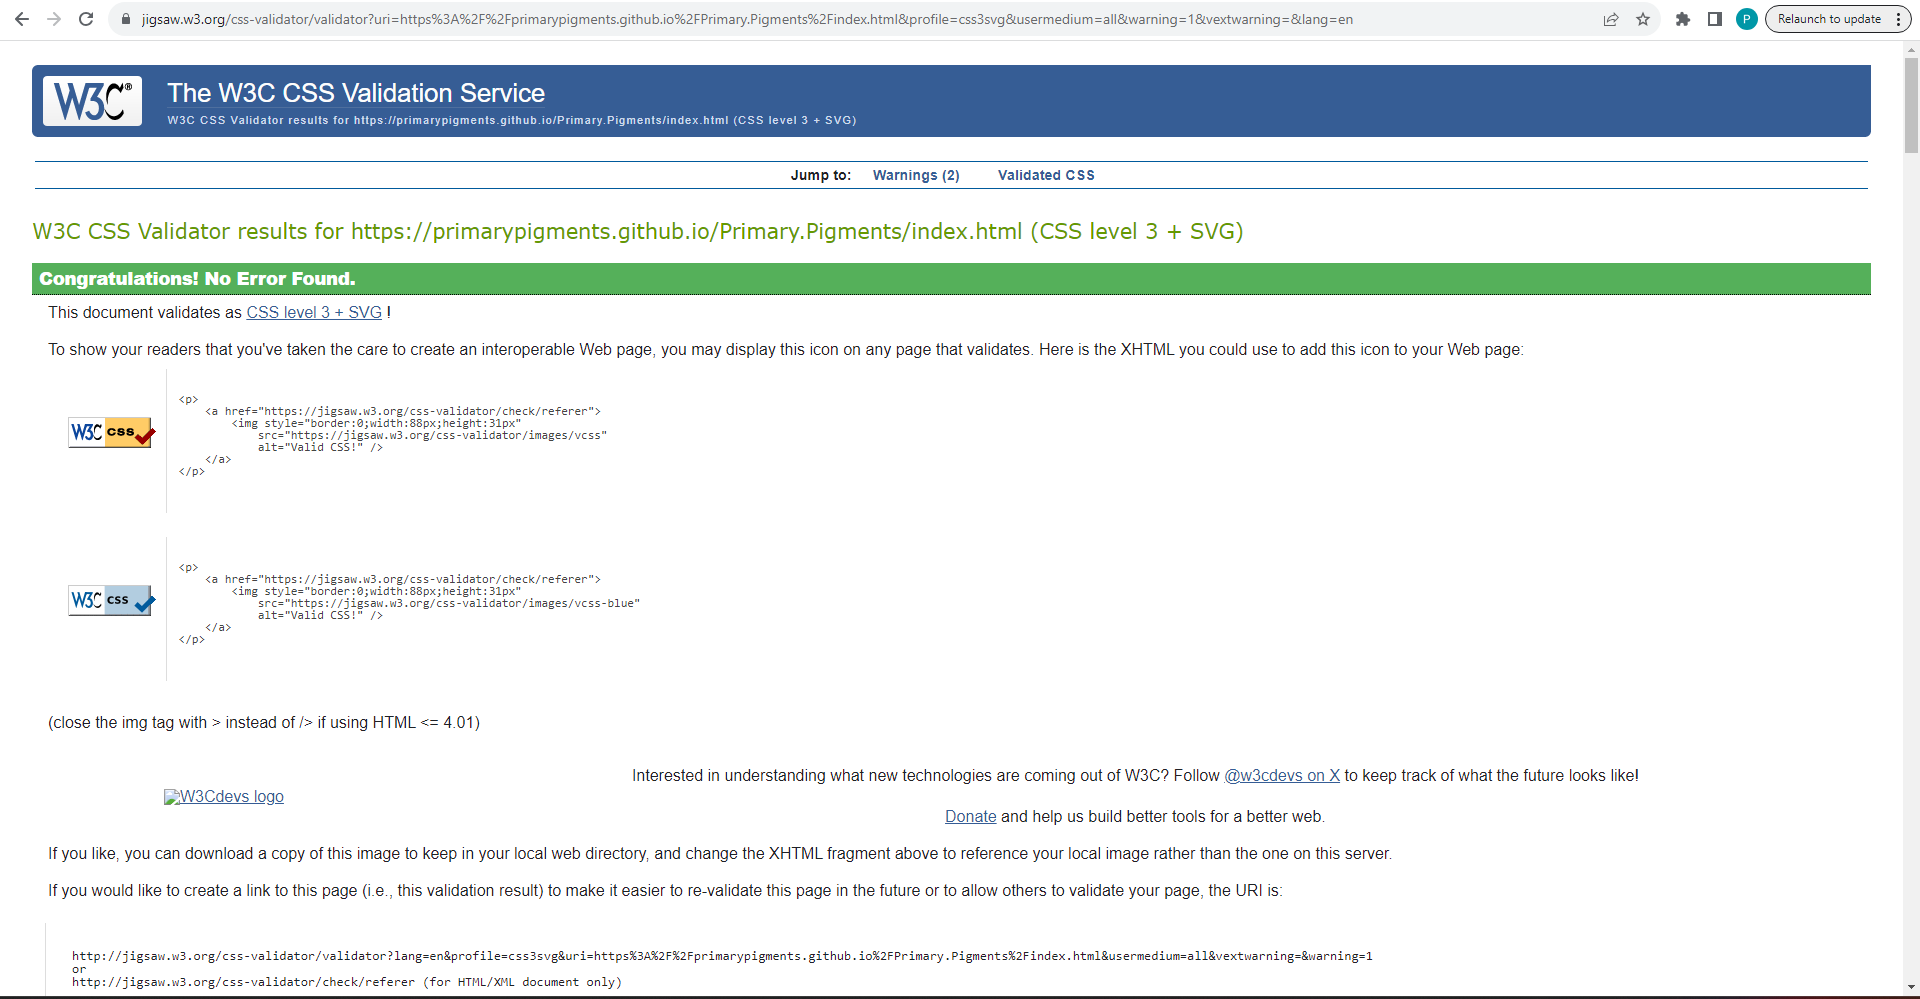 jigsaw.w3.org/css-validator/validator?uri=https%3A%2F%2Fprimarypigments.github.io%2FPrimary.Pigments%2Findex.html&profile=css3svg&usermedium=all&warning=1&vextwarning=&lang=en
P
Relaunch to update
W3C®
The W3C CSS Validation Service
W3C CSS Validator results for https://primarypigments.github.io/Primary.Pigments/index.html (CSS level 3 + SVG)
Jump to: Warnings (2) Validated CSS
W3C CSS Validator results for https://primarypigments.github.io/Primary.Pigments/index.html (CSS level 3 + SVG)
Congratulations! No Error Found.
This document validates as CSS level 3 + SVG !
To show your readers that you've taken the care to create an interoperable Web page, you may display this icon on any page that validates. Here is the XHTML you could use to add this icon to your Web page:
W3C css
<p>
<a href="https://jigsaw.w3.org/css-validator/check/referer">
<img style="border:0;width:88px;height:31px"
src="https://jigsaw.w3.org/css-validator/images/vcss"
alt="Valid CSS!" />
</a>
</p>
W3C css
<p>
<a href="https://jigsaw.w3.org/css-validator/check/referer">
<img style="border:0;width:88px;height:31px"
src="https://jigsaw.w3.org/css-validator/images/vcss-blue"
alt="Valid CSS!" />
</a>
</p>
(close the img tag with > instead of /> if using HTML <= 4.01)
Interested in understanding what new technologies are coming out of W3C? Follow @w3cdevs on X to keep track of what the future looks like!
W3Cdevs logo
Donate and help us build better tools for a better web.
If you like, you can download a copy of this image to keep in your local web directory, and change the XHTML fragment above to reference your local image rather than the one on this server.
If you would like to create a link to this page (i.e., this validation result) to make it easier to re-validate this page in the future or to allow others to validate your page, the URI is:
http://jigsaw.w3.org/css-validator/validator?lang=en&profile=css3svg&uri=https%3A%2F%2Fprimarypigments.github.io%2FPrimary.Pigments%2Findex.html&usermedium=all&vextwarning=&warning=1
or
http://jigsaw.w3.org/css-validator/check/referer (for HTML/XML document only)